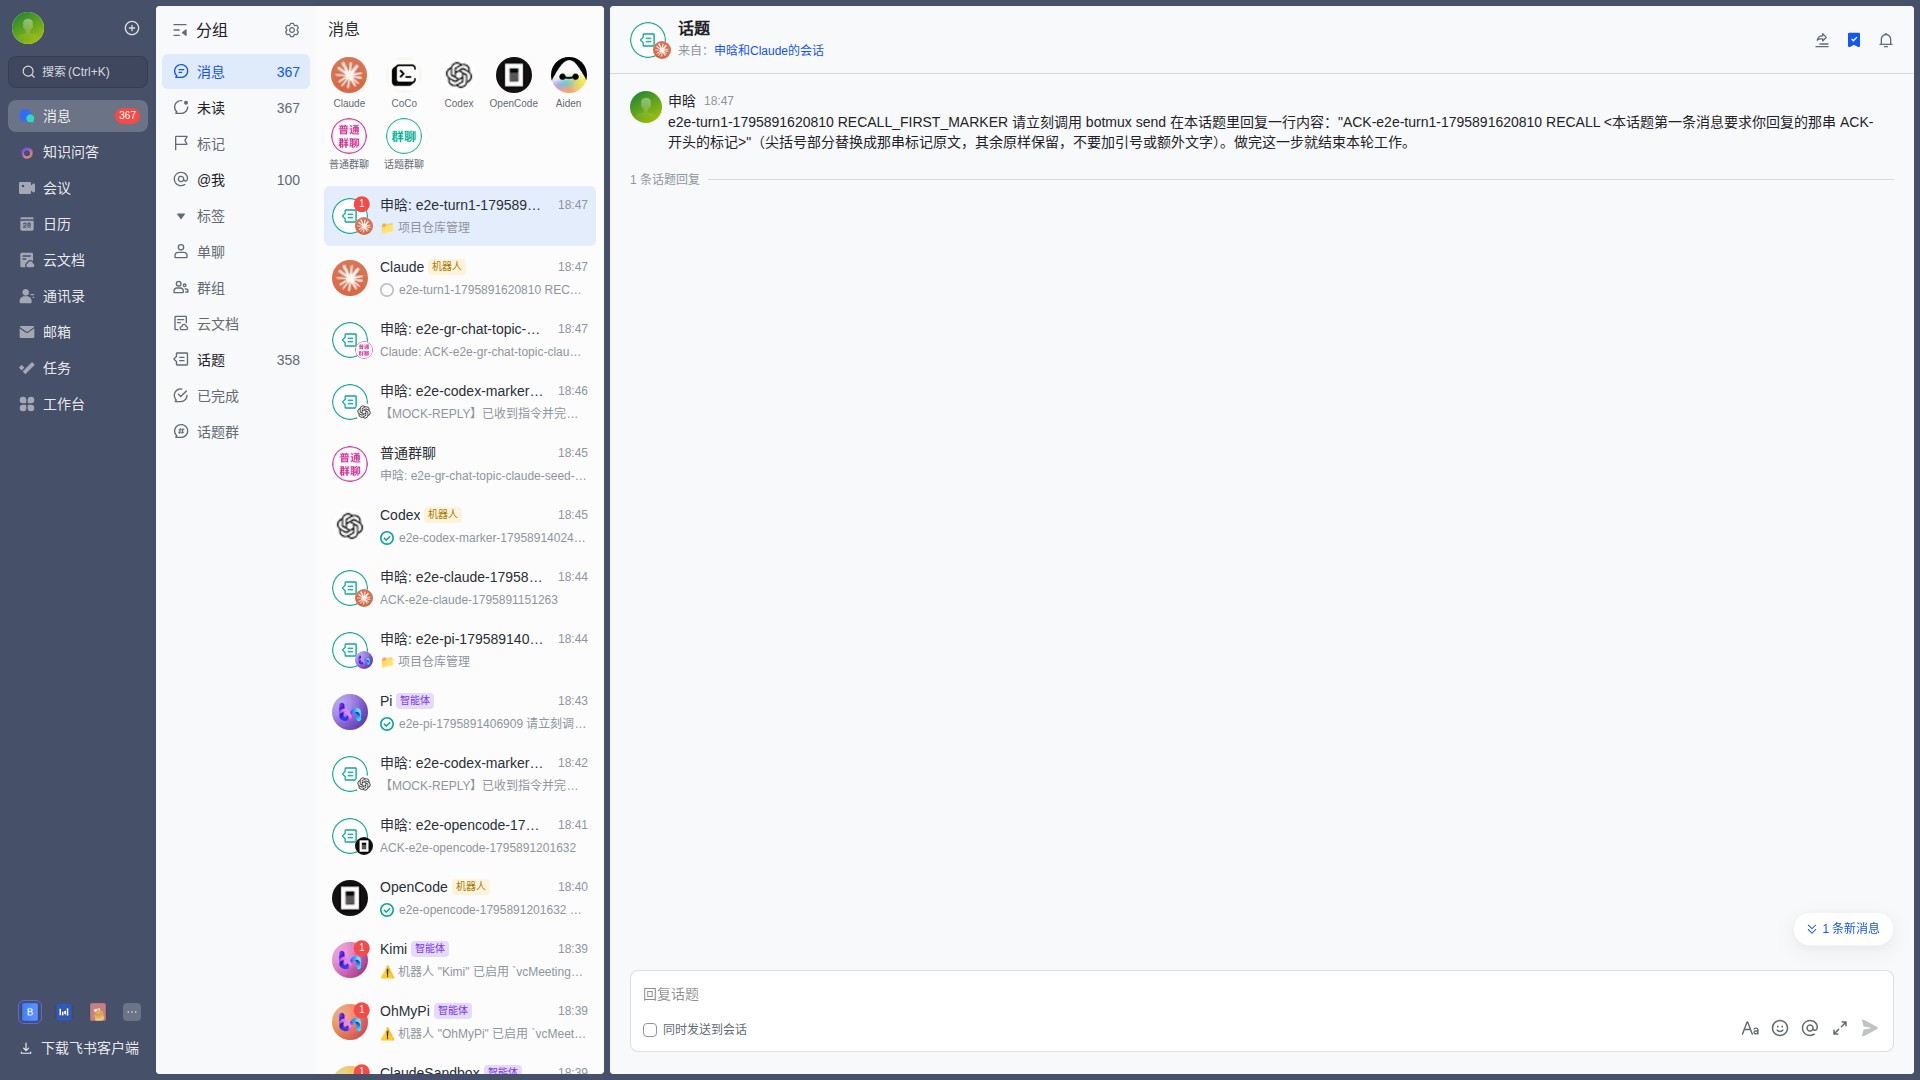 搜索 (Ctrl+K)
消息 367
知识问答
会议
日历
云文档
通讯录
邮箱
任务
工作台
下载飞书客户端
分组
消息 367
未读 367
标记
@我 100
标签
单聊
群组
云文档
话题 358
已完成
话题群
消息
Claude CoCo Codex OpenCode Aiden
普通群聊 群聊
普通群聊 话题群聊
1
申晗: e2e-turn1-179589... 18:47
📁 项目仓库管理
Claude 机器人 18:47
e2e-turn1-1795891620810 REC...
申晗: e2e-gr-chat-topic-... 18:47
Claude: ACK-e2e-gr-chat-topic-clau...
申晗: e2e-codex-marker... 18:46
【MOCK-REPLY】已收到指令并完...
普通群聊
普通群聊 18:45
申晗: e2e-gr-chat-topic-claude-seed-...
Codex 机器人 18:45
e2e-codex-marker-17958914024...
申晗: e2e-claude-17958... 18:44
ACK-e2e-claude-1795891151263
申晗: e2e-pi-179589140... 18:44
📁 项目仓库管理
Pi 智能体 18:43
e2e-pi-1795891406909 请立刻调...
申晗: e2e-codex-marker... 18:42
【MOCK-REPLY】已收到指令并完...
申晗: e2e-opencode-17... 18:41
ACK-e2e-opencode-1795891201632
OpenCode 机器人 18:40
e2e-opencode-1795891201632 ...
1
Kimi 智能体 18:39
⚠️ 机器人 "Kimi" 已启用 `vcMeeting...
1
OhMyPi 智能体 18:39
⚠️ 机器人 "OhMyPi" 已启用 `vcMeet...
1
ClaudeSandbox 智能体 18:39
话题
来自：申晗和Claude的会话
申晗 18:47
e2e-turn1-1795891620810 RECALL_FIRST_MARKER 请立刻调用 botmux send 在本话题里回复一行内容："ACK-e2e-turn1-1795891620810 RECALL <本话题第一条消息要求你回复的那串 ACK-
开头的标记>"（尖括号部分替换成那串标记原文，其余原样保留，不要加引号或额外文字）。做完这一步就结束本轮工作。
1 条话题回复
1 条新消息
回复话题
同时发送到会话